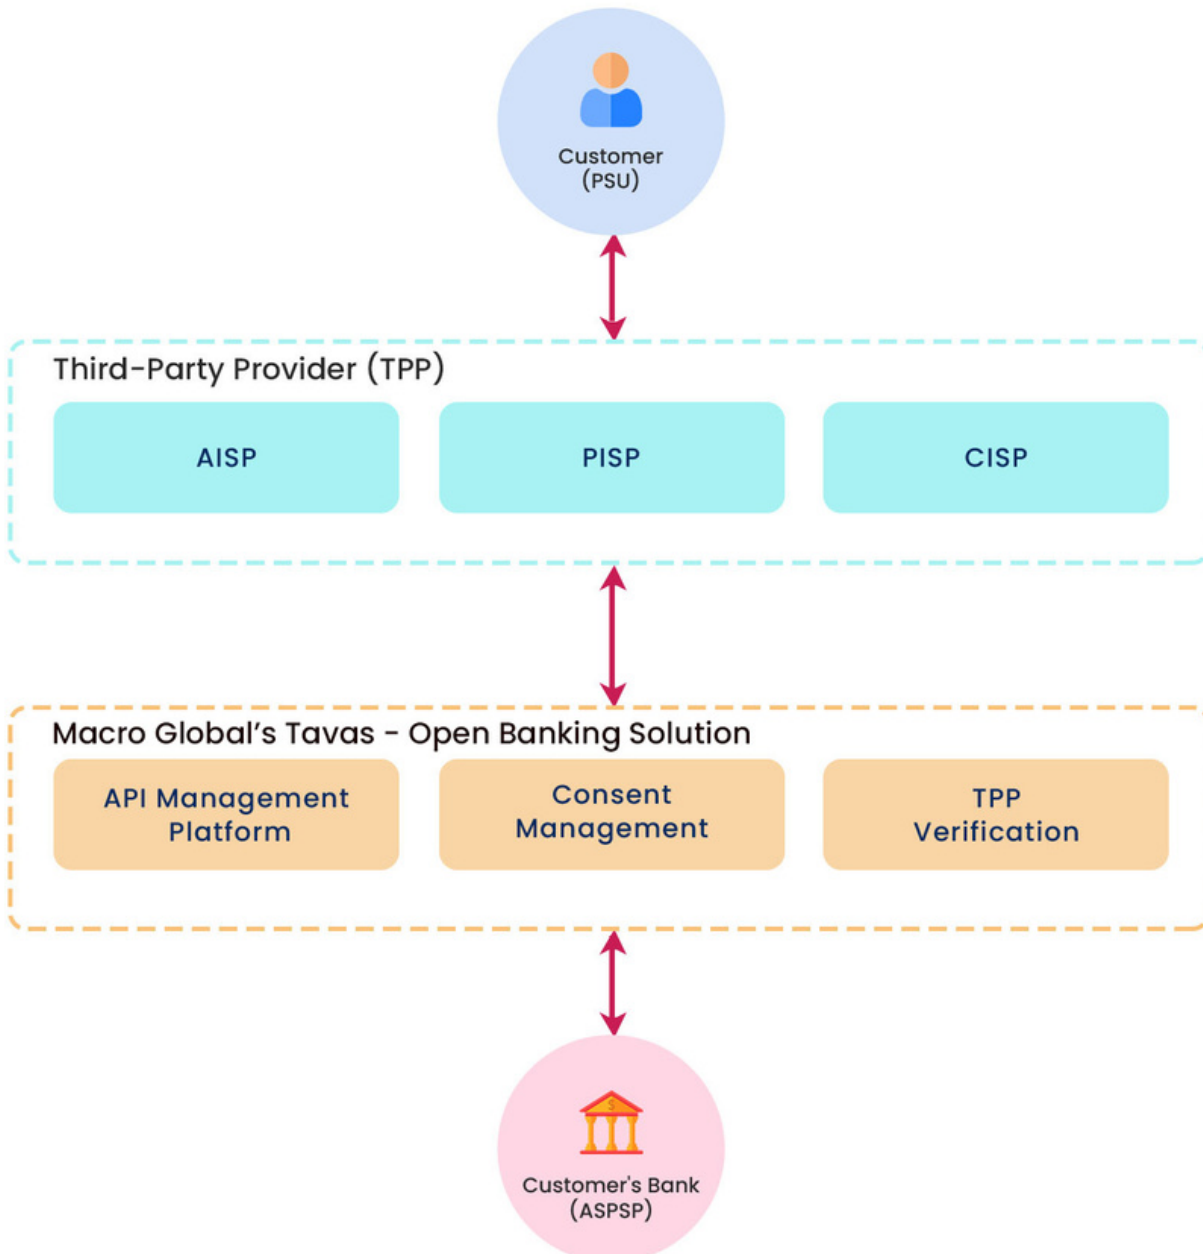 Customer
(PSU)
Third-Party Provider (TPP)
AISP
PISP
CISP
Macro Global’s Tavas - Open Banking Solution
API Management
Platform
Consent
Management
TPP
Verification
$
Customer's Bank
(ASPSP)